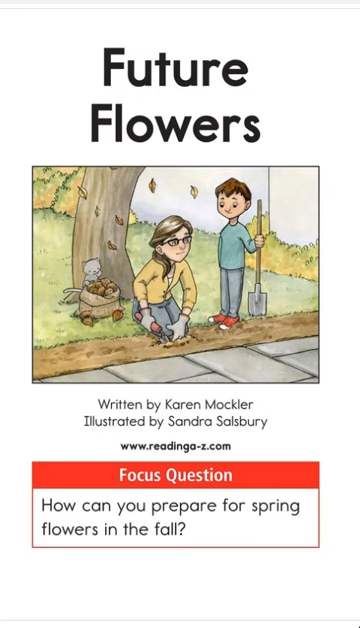 Future
Flowers
Written by Karen Mockler
Illustrated by Sandra Salsbury
www.readinga-z.com
Focus Question
How can you prepare for spring
flowers in the fall?